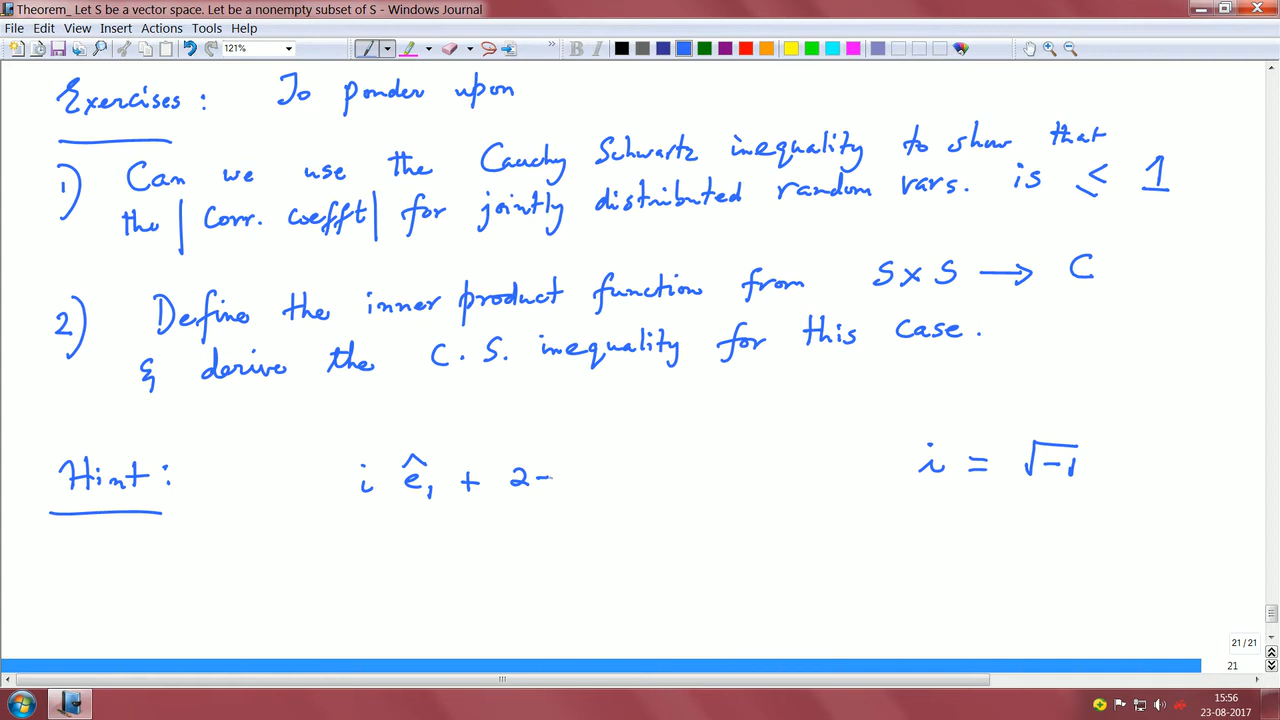 Theorem_ Let S be a vector space. Let be a nonempty subset of S - Windows Journal
File Edit View Insert Actions Tools Help
121%
Exercises: To ponder upon
1) Can we use the Cauchy Schwartz inequality to show that
the | Corr. coefft | for jointly distributed random vars. is < 1
2) Define the inner product function from S x S → C
& derive the C. S. inequality for this case.
Hint: i ê₁ + 2- i = √-1
21 / 21
21
15:56
23-08-2017